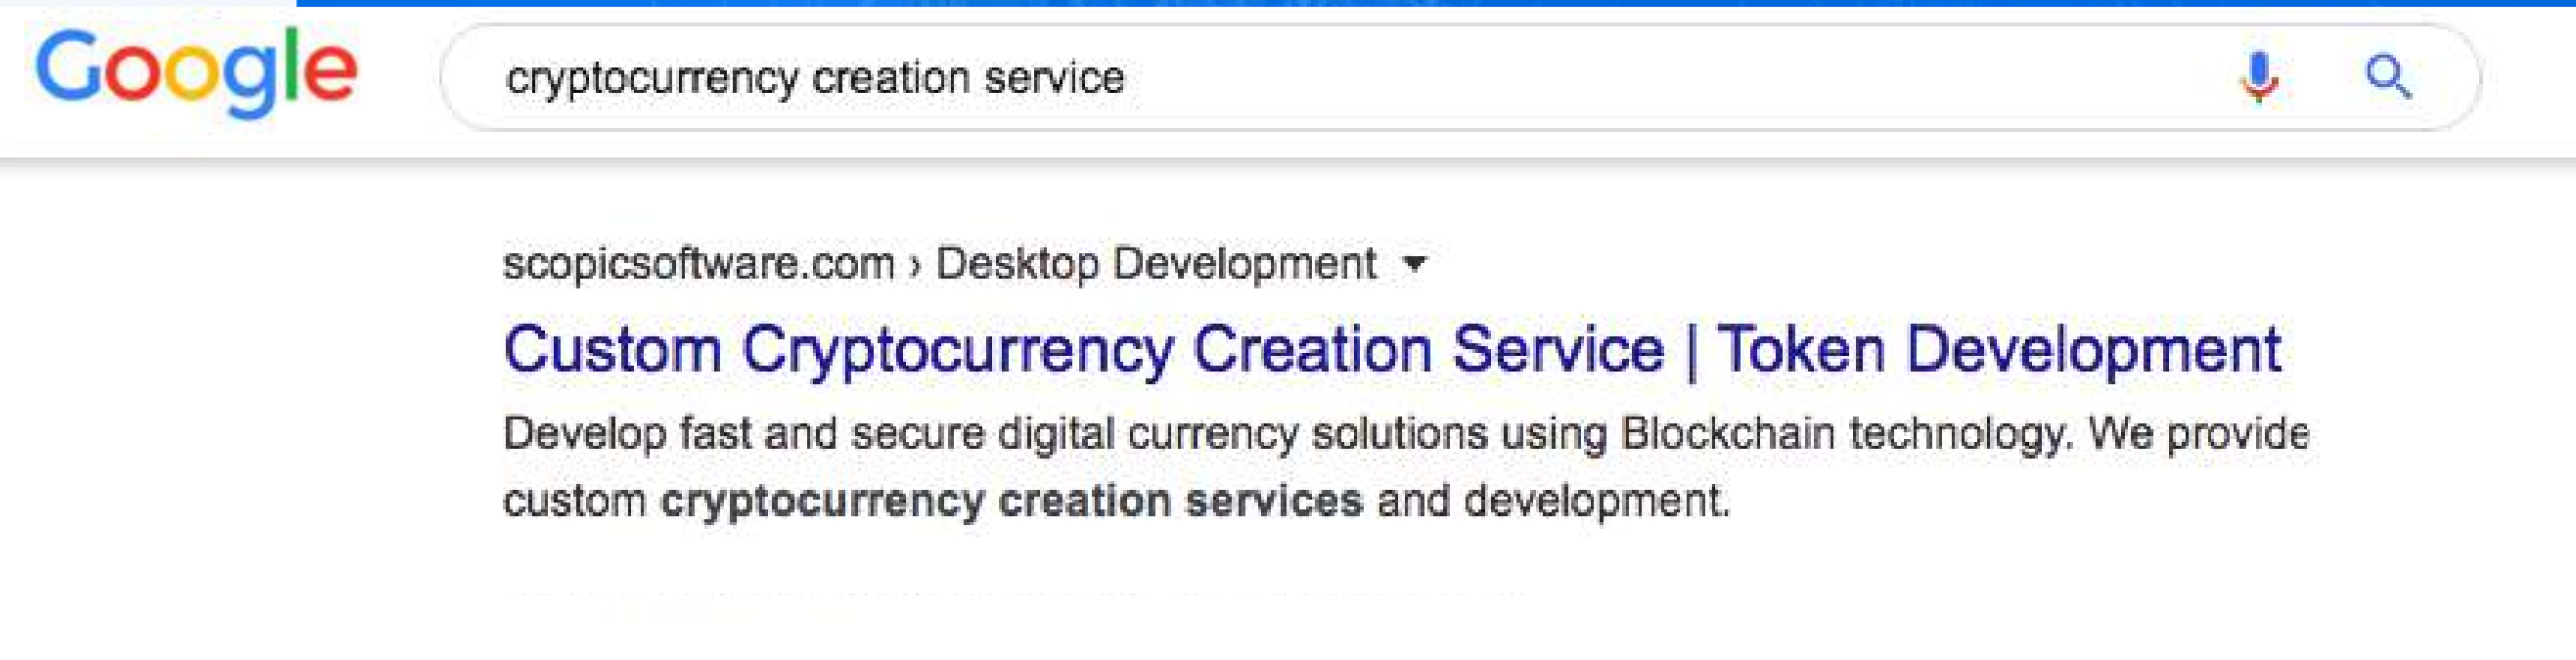 Google
cryptocurrency creation service
scopicsoftware.com › Desktop Development
Custom Cryptocurrency Creation Service | Token Development
Develop fast and secure digital currency solutions using Blockchain technology. We provide
custom cryptocurrency creation services and development.